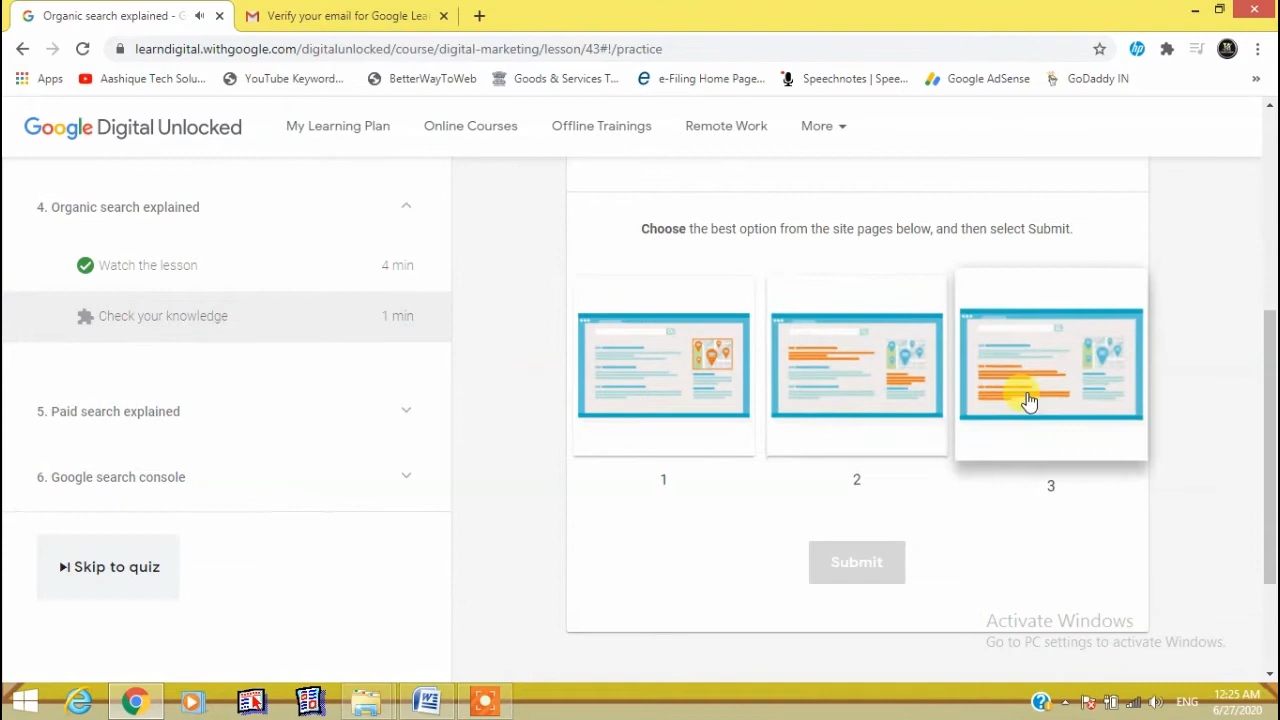 Organic search explained - G
Verify your email for Google Lea
learndigital.withgoogle.com/digitalunlocked/course/digital-marketing/lesson/43#!/practice
Apps
Aashique Tech Solu...
YouTube Keyword...
BetterWayToWeb
Goods & Services T...
e-Filing Home Page...
Speechnotes | Spee...
Google AdSense
GoDaddy IN
»
Google Digital Unlocked
My Learning Plan
Online Courses
Offline Trainings
Remote Work
More
4. Organic search explained
Watch the lesson
4 min
Check your knowledge
1 min
5. Paid search explained
6. Google search console
Skip to quiz
Choose the best option from the site pages below, and then select Submit.
1
2
3
Submit
Activate Windows
Go to PC settings to activate Windows.
ENG
12:25 AM
6/27/2020